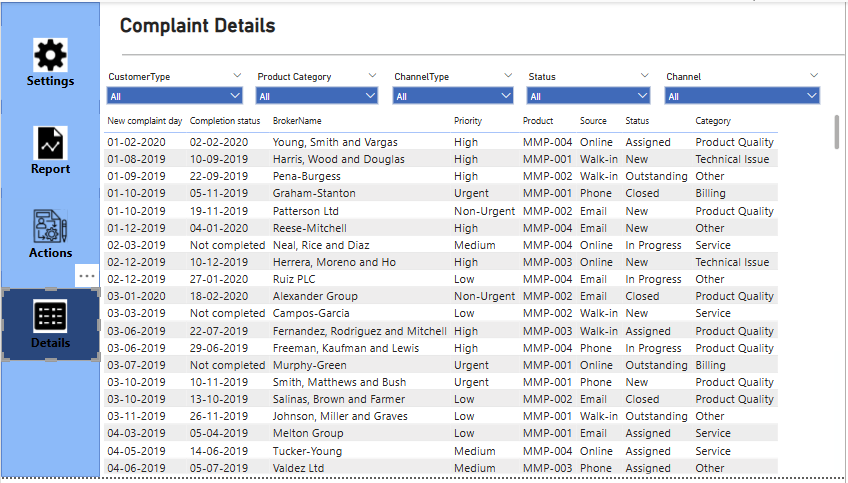 Complaint Details
Settings
Report
Actions
Details
CustomerType Product Category ChannelType Status Channel
All All All All All
New complaint day Completion status BrokerName Priority Product Source Status Category
01-02-2020 02-02-2020 Young, Smith and Vargas High MMP-004 Online Assigned Product Quality
01-08-2019 10-09-2019 Harris, Wood and Douglas High MMP-001 Walk-in New Technical Issue
01-09-2019 22-09-2019 Pena-Burgess High MMP-002 Walk-in Outstanding Other
01-10-2019 05-11-2019 Graham-Stanton Urgent MMP-001 Phone Closed Billing
01-10-2019 19-11-2019 Patterson Ltd Non-Urgent MMP-002 Email New Product Quality
01-12-2019 04-01-2020 Reese-Mitchell High MMP-004 Email New Other
02-03-2019 Not completed Neal, Rice and Diaz Medium MMP-004 Online In Progress Service
02-12-2019 10-12-2019 Herrera, Moreno and Ho High MMP-003 Online New Technical Issue
02-12-2019 27-01-2020 Ruiz PLC Low MMP-004 Email In Progress Other
03-01-2020 18-02-2020 Alexander Group Non-Urgent MMP-002 Email Closed Product Quality
03-03-2019 Not completed Campos-Garcia Low MMP-002 Walk-in New Service
03-06-2019 22-07-2019 Fernandez, Rodriguez and Mitchell High MMP-003 Walk-in Assigned Product Quality
03-06-2019 29-06-2019 Freeman, Kaufman and Lewis High MMP-004 Phone In Progress Product Quality
03-07-2019 Not completed Murphy-Green Urgent MMP-001 Online Outstanding Billing
03-10-2019 10-11-2019 Smith, Matthews and Bush Urgent MMP-001 Phone New Product Quality
03-10-2019 13-10-2019 Salinas, Brown and Farmer Low MMP-002 Email Closed Product Quality
03-11-2019 26-11-2019 Johnson, Miller and Graves Low MMP-001 Walk-in Outstanding Other
04-03-2019 05-04-2019 Melton Group Low MMP-001 Email Assigned Service
04-05-2019 14-06-2019 Tucker-Young Medium MMP-004 Online Assigned Service
04-06-2019 05-07-2019 Valdez Ltd Medium MMP-003 Phone Assigned Other